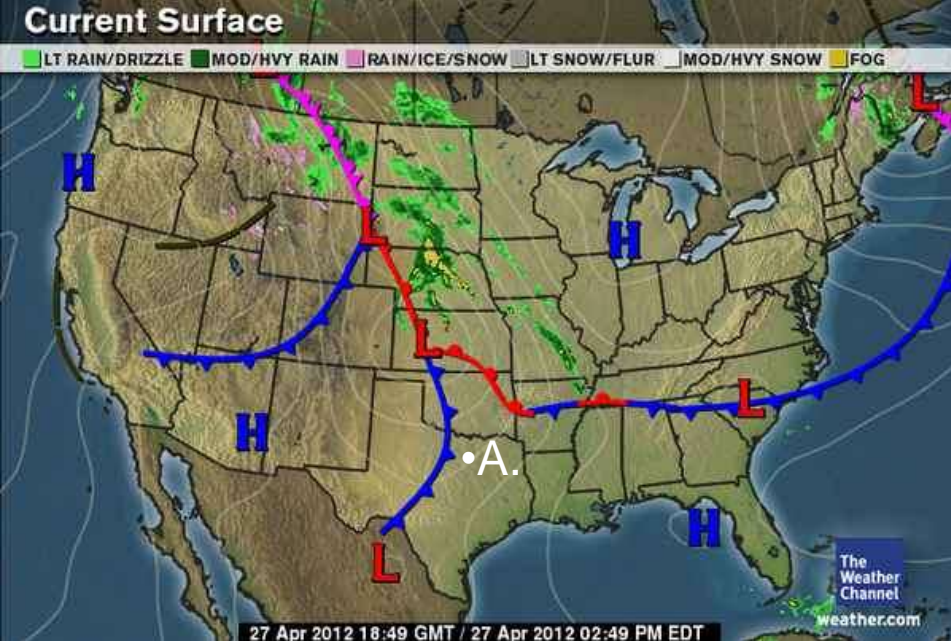 Current Surface
LT RAIN/DRIZZLE MOD/HVY RAIN RAIN/ICE/SNOW LT SNOW/FLUR MOD/HVY SNOW FOG
L
H
L
H
L
L
H
•A.
H
L
The
Weather
Channel
weather.com
27 Apr 2012 18:49 GMT / 27 Apr 2012 02:49 PM EDT